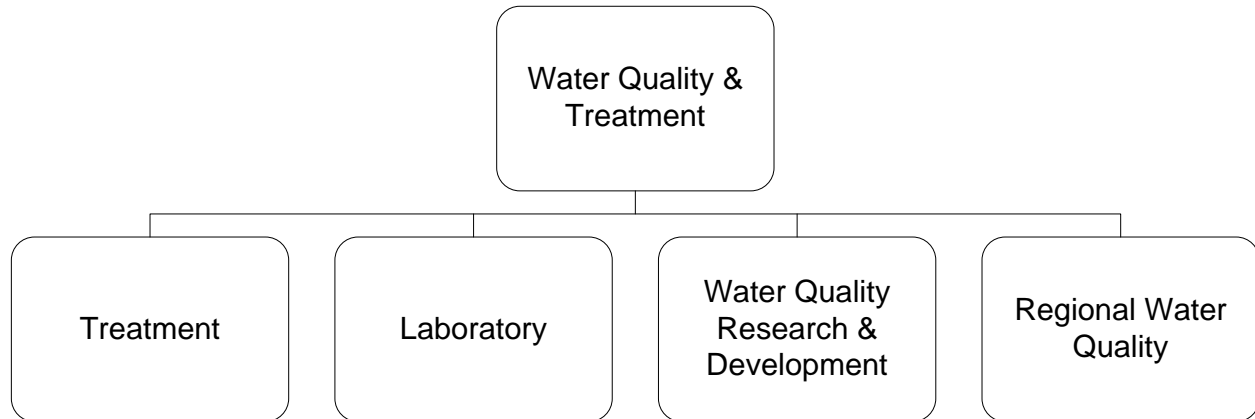 Water Quality &
Treatment
Treatment
Laboratory
Water Quality
Research &
Development
Regional Water
Quality